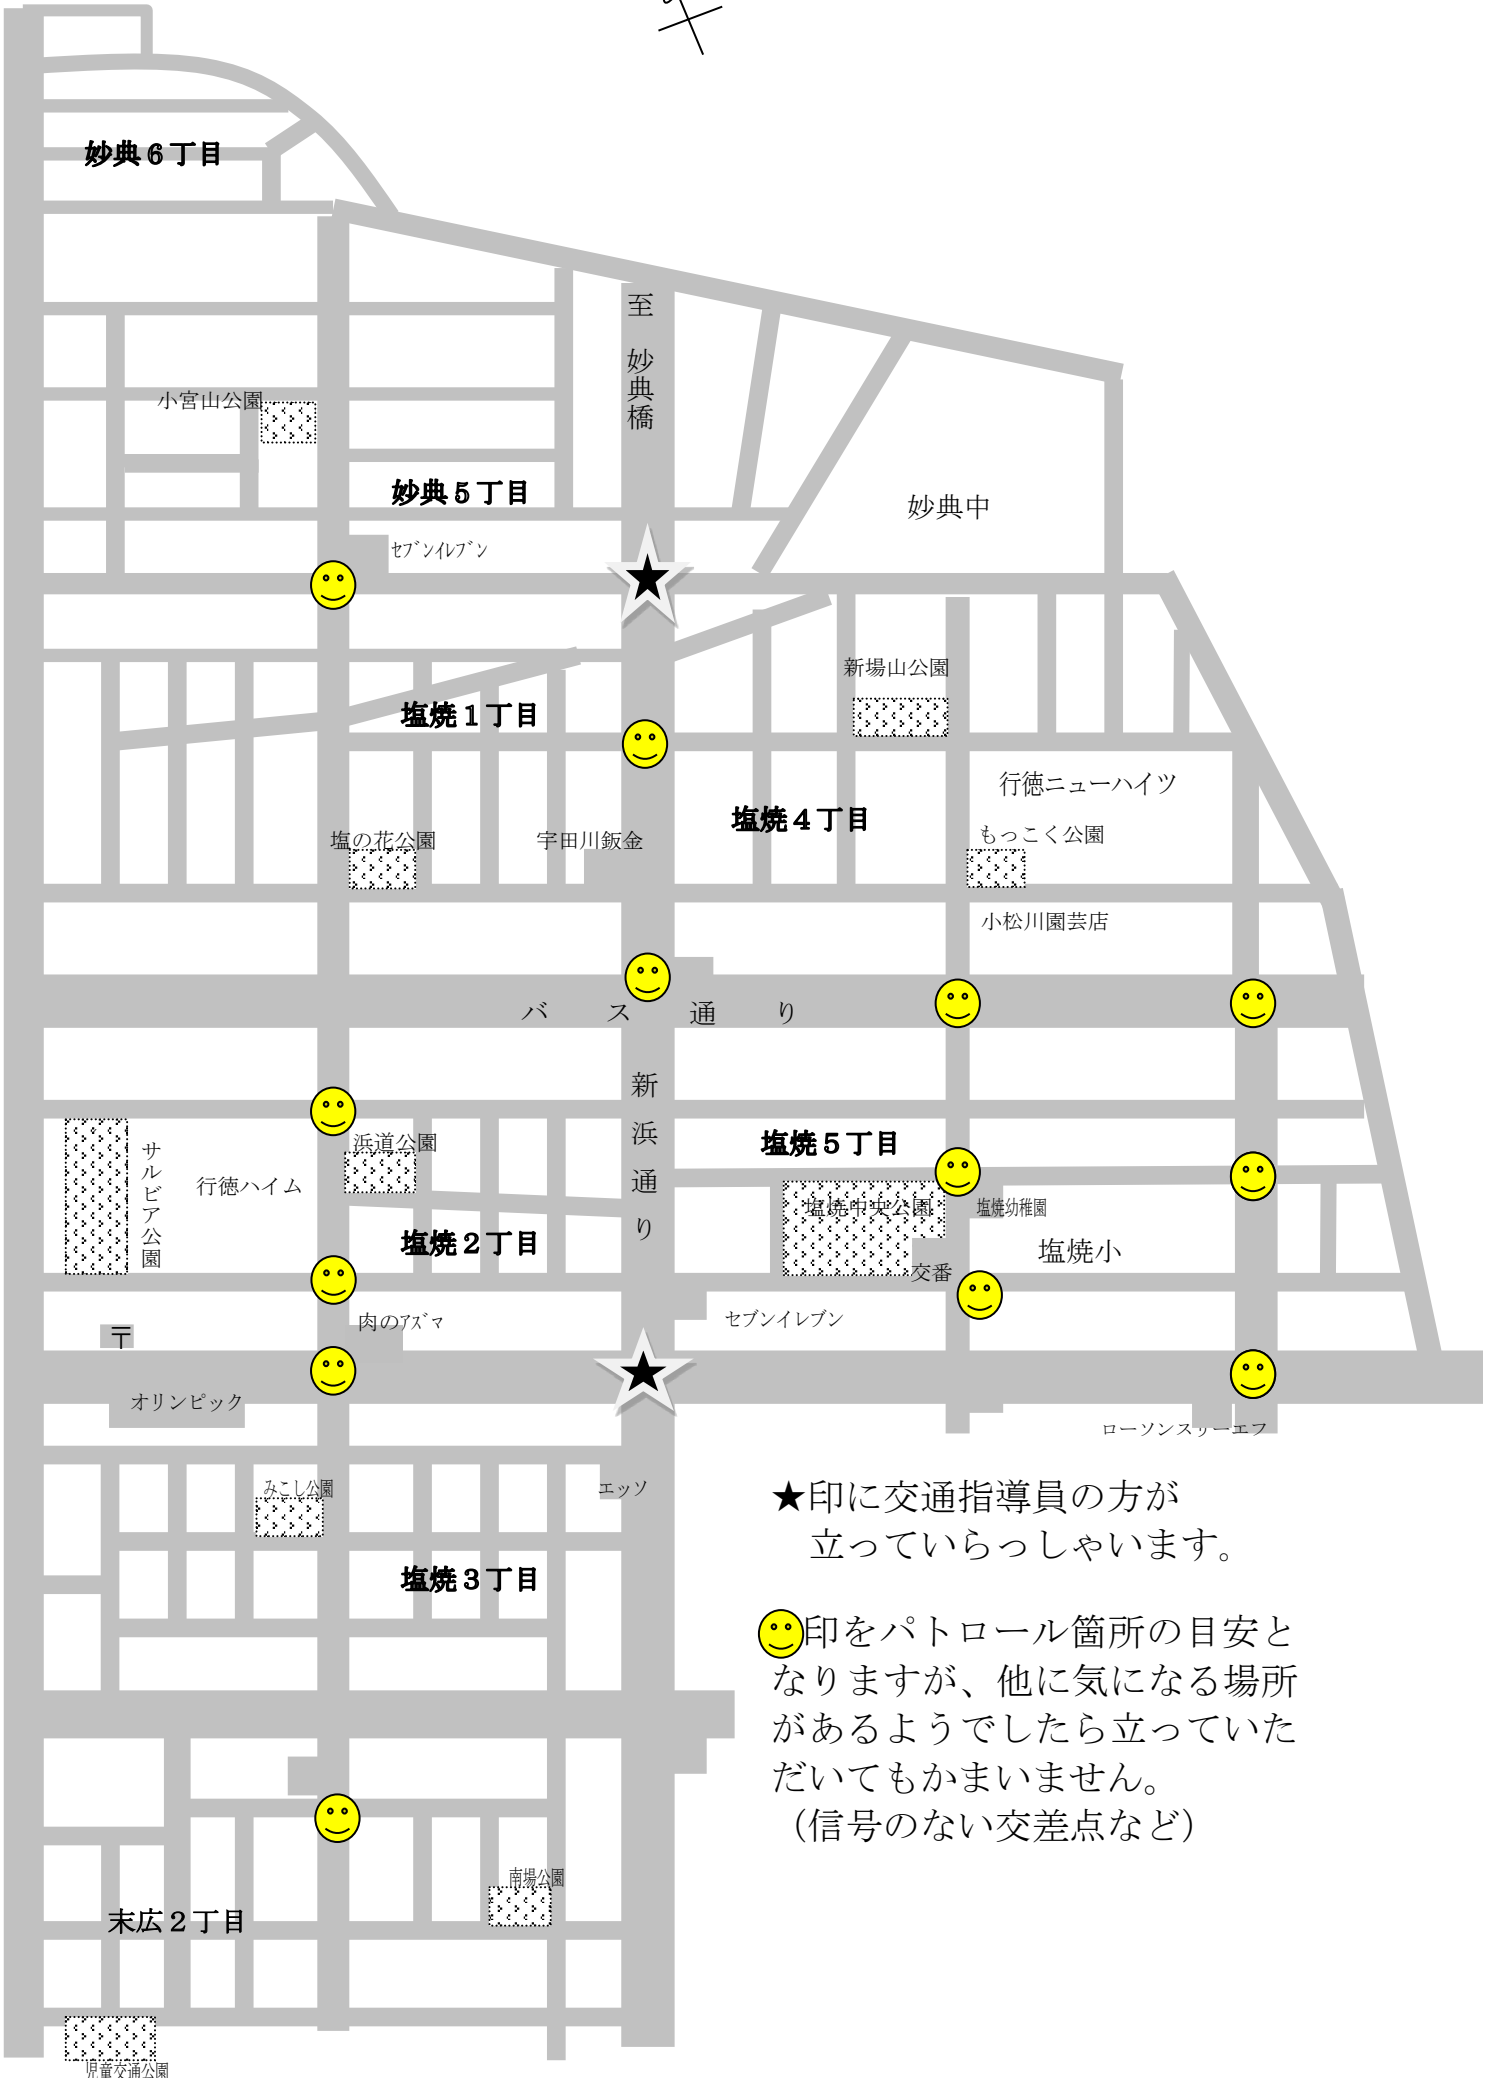 妙典６丁目
至　妙典橋
小宮山公園
妙典５丁目
妙典中
ｾﾌﾞﾝｲﾚﾌﾞﾝ
★
新場山公園
塩焼１丁目
行徳ニューハイツ
塩焼４丁目
塩の花公園
宇田川鈑金
もっこく公園
小松川園芸店
バス通り
新浜通り
浜道公園
塩焼５丁目
サルビア公園
行徳ハイム
塩焼中央公園
塩焼幼稚園
塩焼２丁目
塩焼小
交番
肉のｱｽﾞﾏ
セブンイレブン
〒
★
オリンピック
ローソンスリーエフ
みこし公園
エッソ
★印に交通指導員の方が
立っていらっしゃいます。
塩焼３丁目
印をパトロール箇所の目安と
なりますが、他に気になる場所
があるようでしたら立っていた
だいてもかまいません。
（信号のない交差点など）
南場公園
末広２丁目
児童交通公園